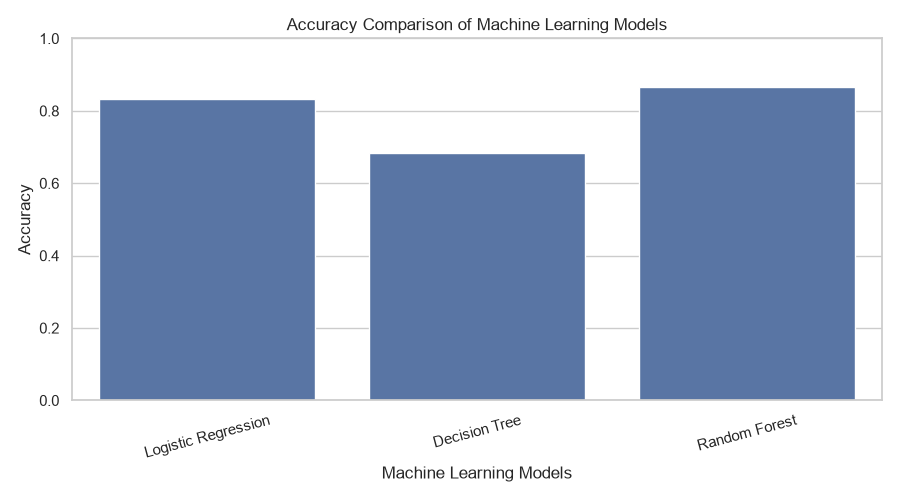 Accuracy Comparison of Machine Learning Models
1.0
0.8
0.6
0.4
0.2
0.0
Accuracy
Logistic Regression
Decision Tree
Random Forest
Machine Learning Models